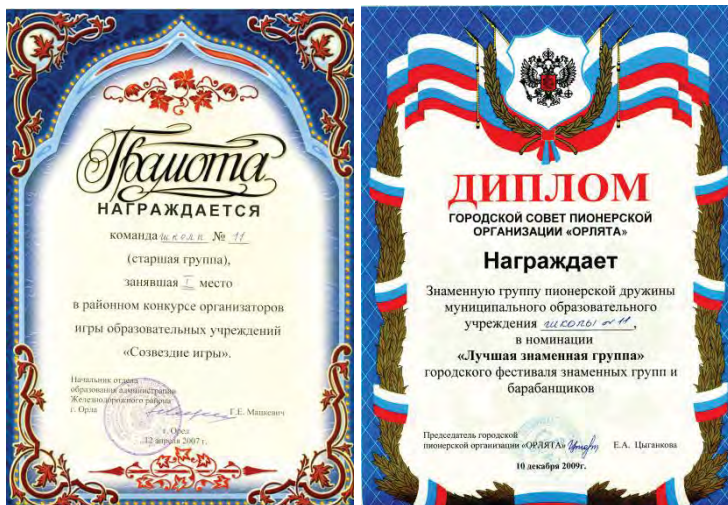 Грамота
НАГРАЖДАЕТСЯ
команда школы № 11
(старшая группа),
занявшая I место
в районном конкурсе организаторов
игры образовательных учреждений
«Созвездие игры».
Начальник отдела
образования администрации
Железнодорожного района
г. Орла
Г.Е. Мацкевич
г. Орел
12 апреля 2007 г.
ДИПЛОМ
ГОРОДСКОЙ СОВЕТ ПИОНЕРСКОЙ
ОРГАНИЗАЦИИ «ОРЛЯТА»
Награждает
Знаменную группу пионерской дружины
муниципального образовательного
учреждения школы №11,
в номинации
«Лучшая знаменная группа»
городского фестиваля знаменных групп и
барабанщиков
Председатель городской
пионерской организации «ОРЛЯТА» Е.А. Цыганкова
10 декабря 2009г.